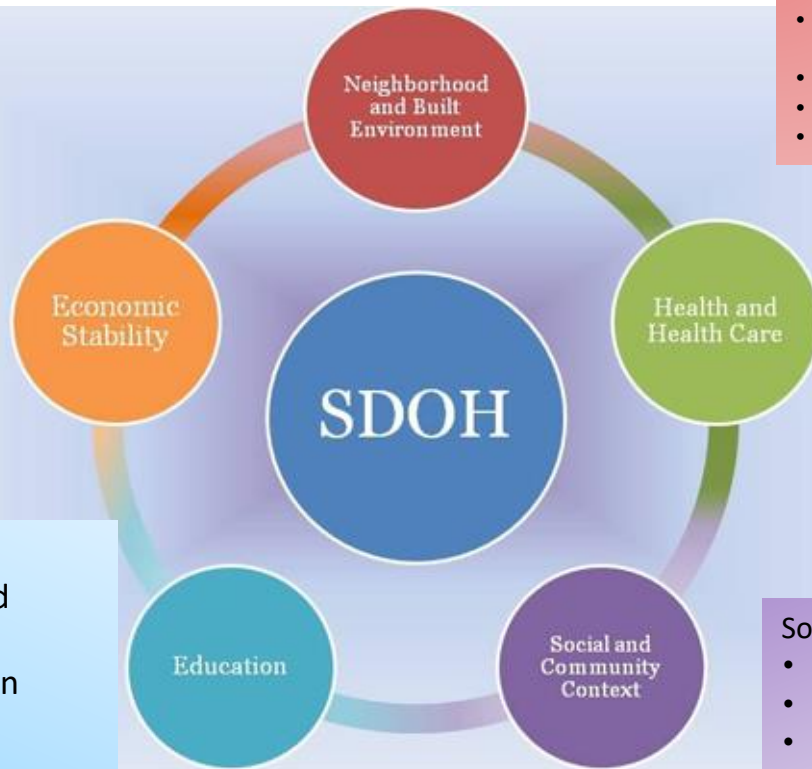 Neighborhood
and Built
Environment
Economic
Stability
Health and
Health Care
SDOH
Education
Social and
Community
Context
•
•
•
•
d
n
So
•
•
•